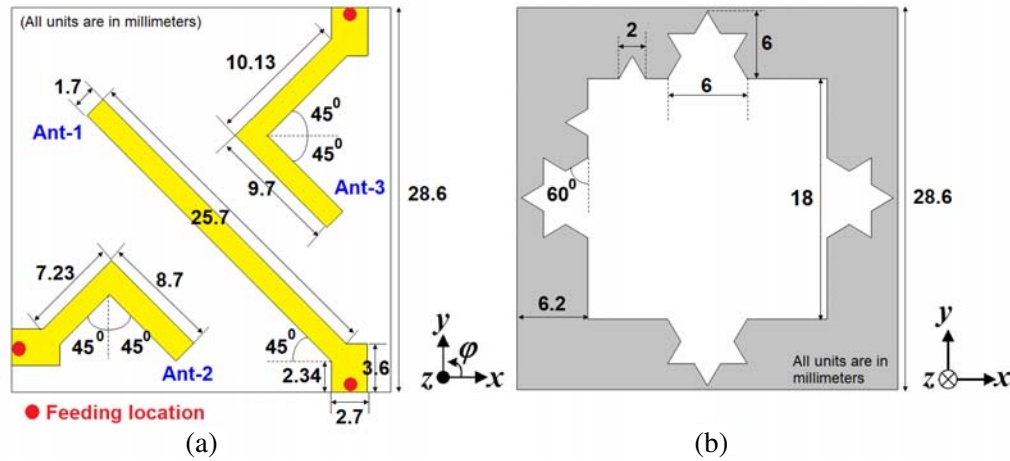 (All units are in millimeters)
10.13
1.7
45⁰
Ant-1
45⁰
Ant-3
9.7
28.6
25.7
7.23
8.7
45⁰
45⁰
45⁰
Ant-2
2.34
3.6
2.7
y
φ
z
x
Feeding location
(a)
2
6
6
60⁰
18
28.6
6.2
All units are in
millimeters
y
z
x
(b)